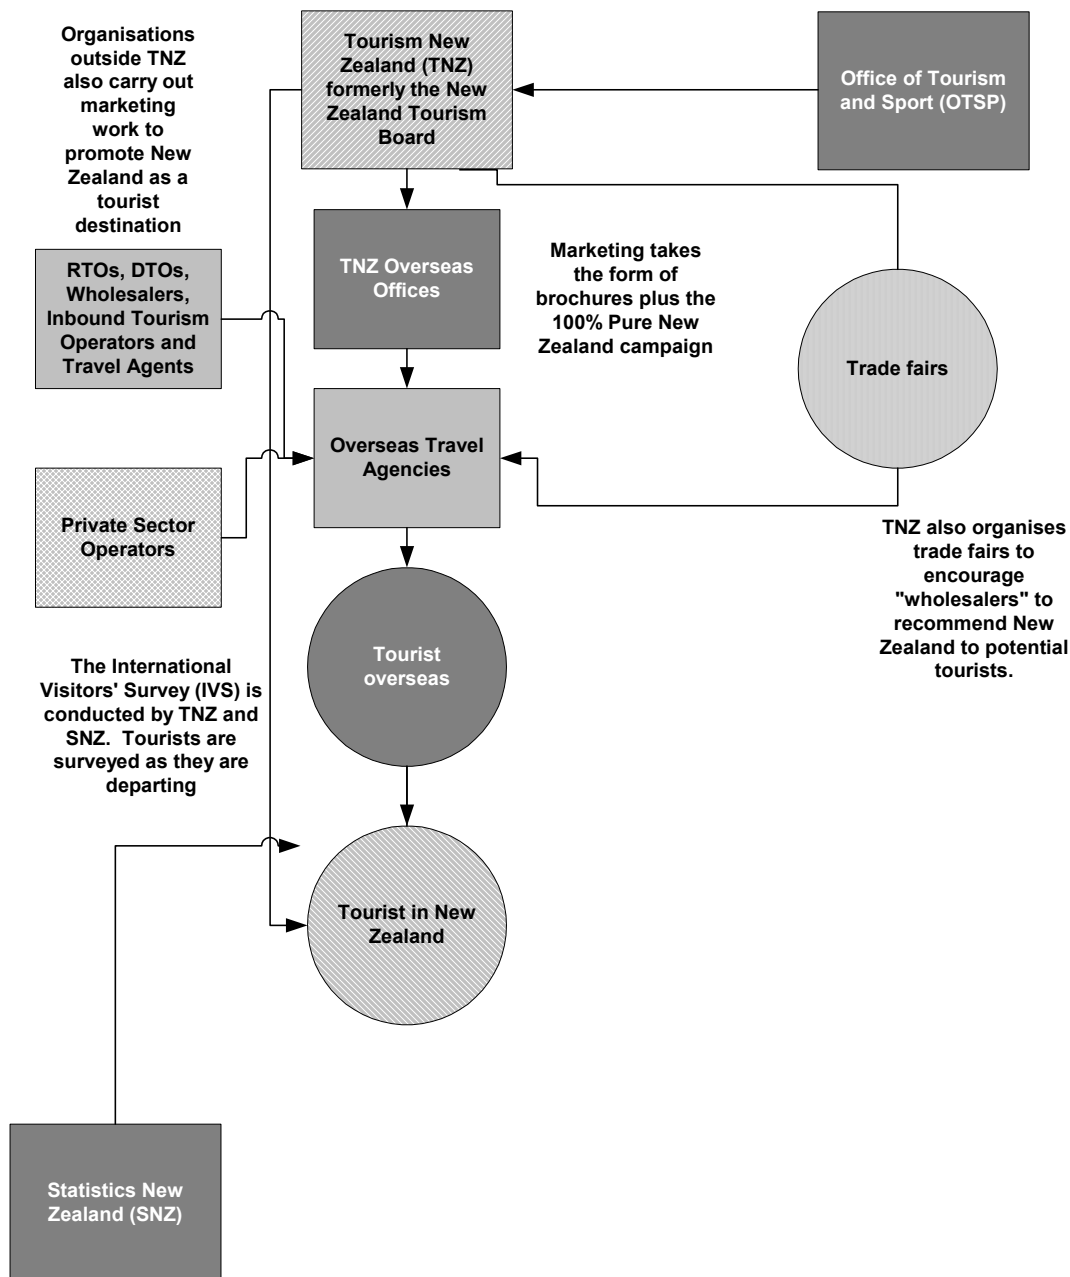 Organisations
outside TNZ
also carry out
marketing
work to
promote New
Zealand as a
tourist
destination
Tourism New
Zealand (TNZ)
formerly the New
Zealand Tourism
Board
Office of Tourism
and Sport (OTSP)
RTOs, DTOs,
Wholesalers,
Inbound Tourism
Operators and
Travel Agents
TNZ Overseas
Offices
Marketing takes
the form of
brochures plus the
100% Pure New
Zealand campaign
Trade fairs
Overseas Travel
Agencies
Private Sector
Operators
TNZ also organises
trade fairs to
encourage
"wholesalers" to
recommend New
Zealand to potential
tourists.
Tourist
overseas
The International
Visitors' Survey (IVS) is
conducted by TNZ and
SNZ.  Tourists are
surveyed as they are
departing
Tourist in New
Zealand
Statistics New
Zealand (SNZ)